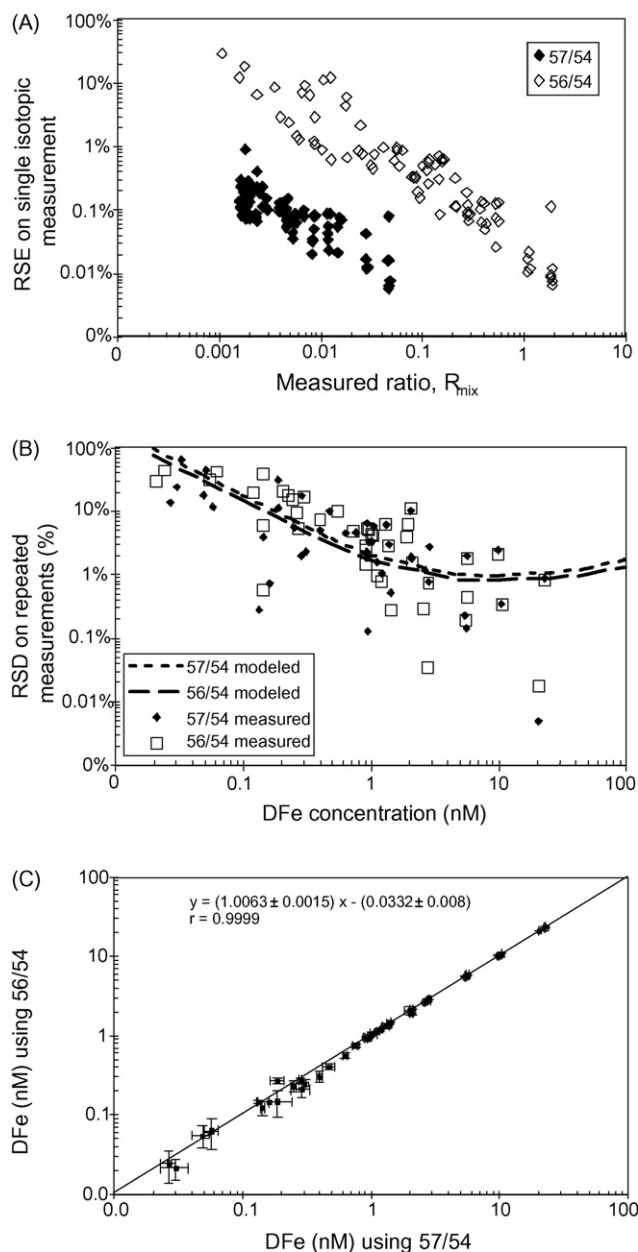 (A)
100%
10%
1%
0.1%
0.01%
0%
RSE on single isotopic
measurement
57/54
56/54
0
0.001
0.01
0.1
1
10
Measured ratio, Rmix
(B)
100%
10%
1%
0.1%
0.01%
0%
RSD on repeated
measurements (%)
57/54 modeled
56/54 modeled
57/54 measured
56/54 measured
0
0.1
1
10
100
DFe concentration (nM)
(C)
100
10
1
0.1
0.0
DFe (nM) using 56/54
y = (1.0063 ± 0.0015) x - (0.0332 ± 0.008)
r = 0.9999
0.0
0.1
1
10
100
DFe (nM) using 57/54